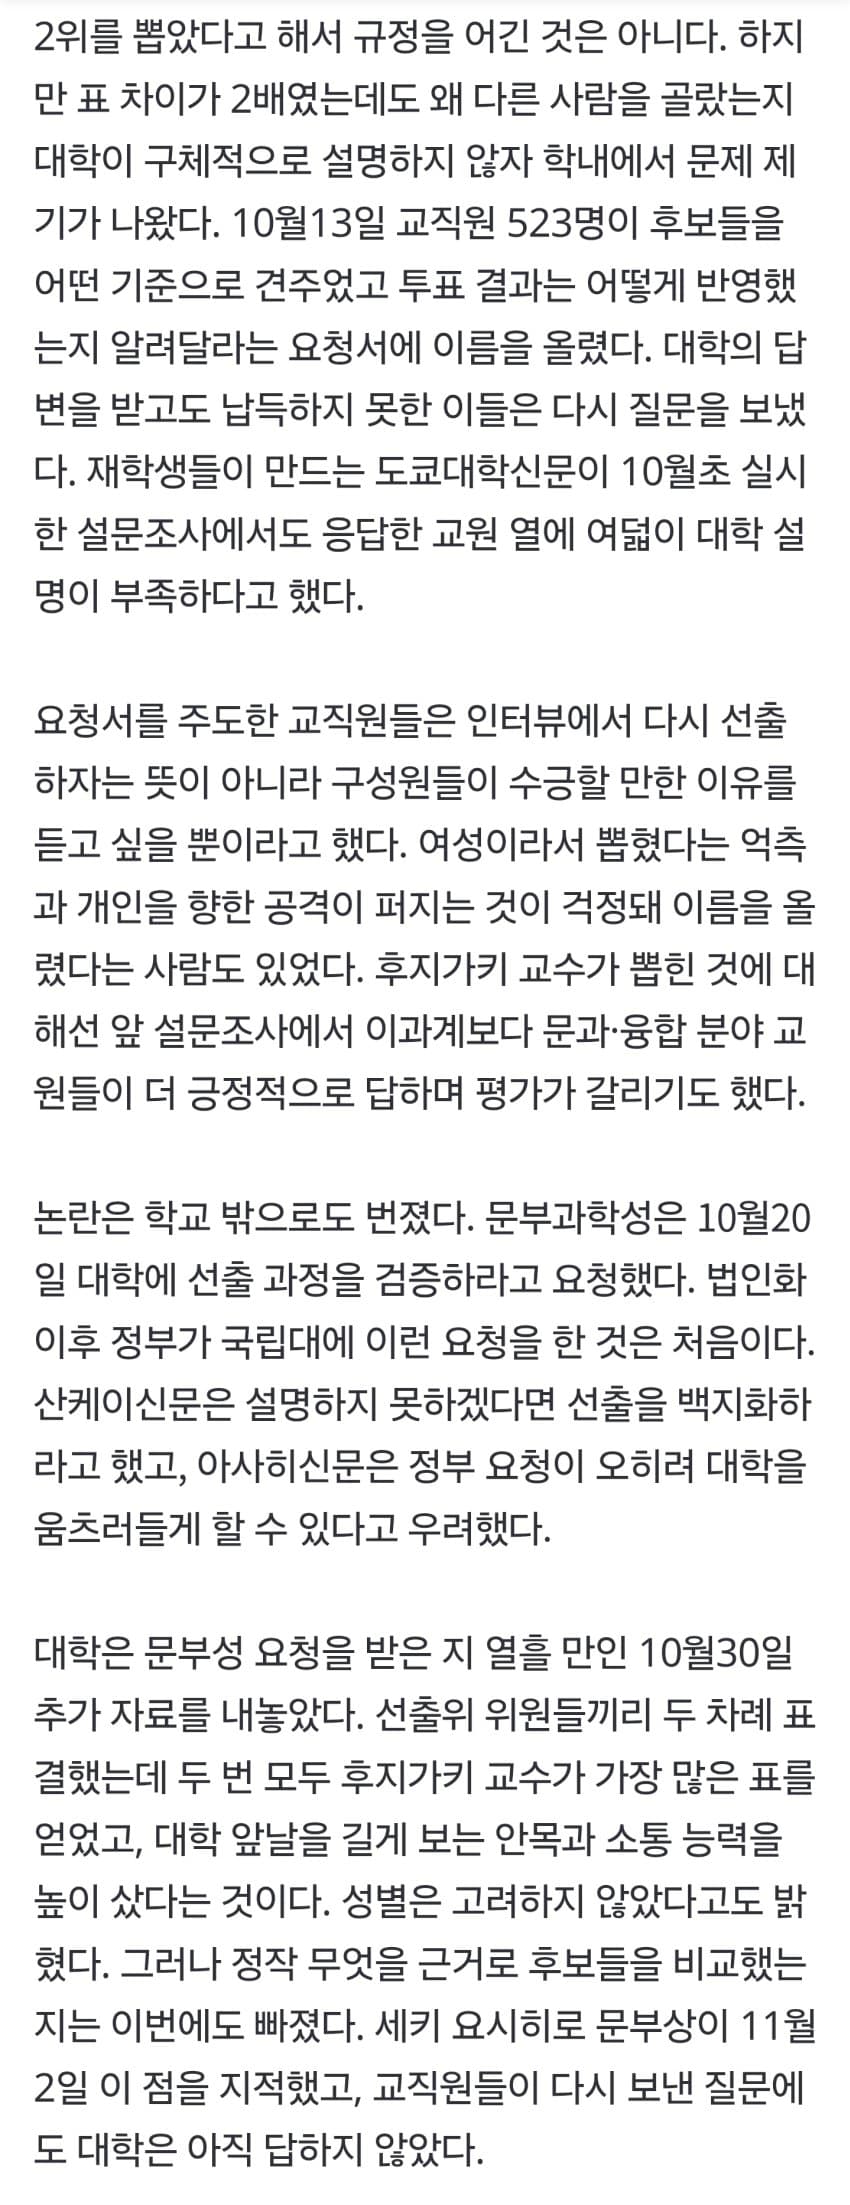 2위를 뽑았다고 해서 규정을 어긴 것은 아니다. 하지
만 표 차이가 2배였는데도 왜 다른 사람을 골랐는지
대학이 구체적으로 설명하지 않자 학내에서 문제 제
기가 나왔다. 10월13일 교직원 523명이 후보들을
어떤 기준으로 견주었고 투표 결과는 어떻게 반영했
는지 알려달라는 요청서에 이름을 올렸다. 대학의 답
변을 받고도 납득하지 못한 이들은 다시 질문을 보냈
다. 재학생들이 만드는 도쿄대학신문이 10월초 실시
한 설문조사에서도 응답한 교원 열에 여덟이 대학 설
명이 부족하다고 했다.
요청서를 주도한 교직원들은 인터뷰에서 다시 선출
하자는 뜻이 아니라 구성원들이 수긍할 만한 이유를
듣고 싶을 뿐이라고 했다. 여성이라서 뽑혔다는 억측
과 개인을 향한 공격이 퍼지는 것이 걱정돼 이름을 올
렸다는 사람도 있었다. 후지가키 교수가 뽑힌 것에 대
해선 앞 설문조사에서 이과계보다 문과·융합 분야 교
원들이 더 긍정적으로 답하며 평가가 갈리기도 했다.
논란은 학교 밖으로도 번졌다. 문부과학성은 10월20
일 대학에 선출 과정을 검증하라고 요청했다. 법인화
이후 정부가 국립대에 이런 요청을 한 것은 처음이다.
산케이신문은 설명하지 못하겠다면 선출을 백지화하
라고 했고, 아사히신문은 정부 요청이 오히려 대학을
움츠러들게 할 수 있다고 우려했다.
대학은 문부성 요청을 받은 지 열흘 만인 10월30일
추가 자료를 내놓았다. 선출위 위원들끼리 두 차례 표
결했는데 두 번 모두 후지가키 교수가 가장 많은 표를
얻었고, 대학 앞날을 길게 보는 안목과 소통 능력을
높이 샀다는 것이다. 성별은 고려하지 않았다고도 밝
혔다. 그러나 정작 무엇을 근거로 후보들을 비교했는
지는 이번에도 빠졌다. 세키 요시히로 문부상이 11월
2일 이 점을 지적했고, 교직원들이 다시 보낸 질문에
도 대학은 아직 답하지 않았다.